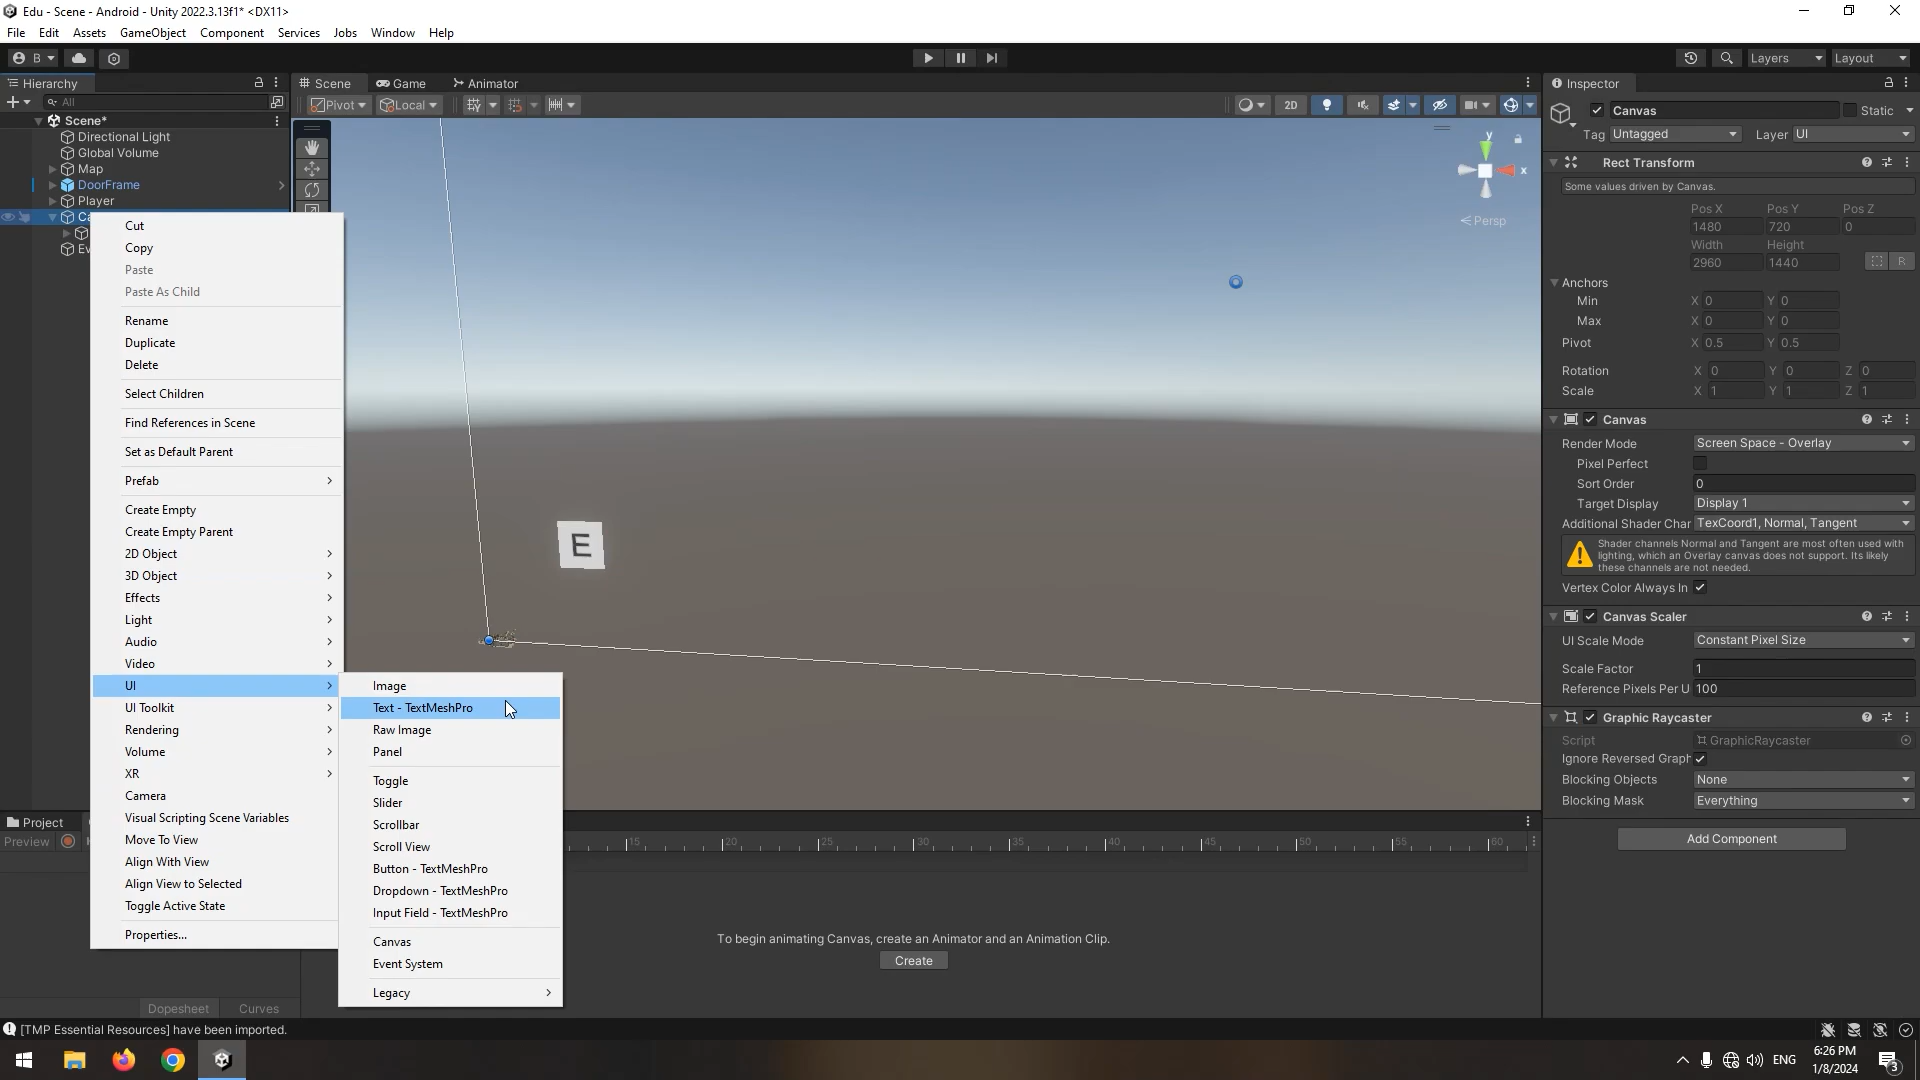 Edu - Scene - Android - Unity 2022.3.13f1* <DX11>
File Edit Assets GameObject Component Services Jobs Window Help
B
Layers Layout
Hierarchy
Scene Game Animator
Inspector
All
Pivot Local
2D
Canvas Static
Tag Untagged Layer UI
Scene*
Directional Light
Global Volume
Map
DoorFrame
Player
Ca
Ev
y
x
Persp
E
Cut
Copy
Paste
Paste As Child
Rename
Duplicate
Delete
Select Children
Find References in Scene
Set as Default Parent
Prefab
Create Empty
Create Empty Parent
2D Object
3D Object
Effects
Light
Audio
Video
UI
UI Toolkit
Rendering
Volume
XR
Camera
Visual Scripting Scene Variables
Move To View
Align With View
Align View to Selected
Toggle Active State
Properties...
Image
Text - TextMeshPro
Raw Image
Panel
Toggle
Slider
Scrollbar
Scroll View
Button - TextMeshPro
Dropdown - TextMeshPro
Input Field - TextMeshPro
Canvas
Event System
Legacy
Rect Transform
Some values driven by Canvas.
Pos X Pos Y Pos Z
1480 720 0
Width Height
2960 1440
R
Anchors
Min X 0 Y 0
Max X 0 Y 0
Pivot X 0.5 Y 0.5
Rotation X 0 Y 0 Z 0
Scale X 1 Y 1 Z 1
Canvas
Render Mode Screen Space - Overlay
Pixel Perfect
Sort Order 0
Target Display Display 1
Additional Shader Char TexCoord1, Normal, Tangent
Shader channels Normal and Tangent are most often used with
lighting, which an Overlay canvas does not support. Its likely
these channels are not needed.
Vertex Color Always In
Canvas Scaler
UI Scale Mode Constant Pixel Size
Scale Factor 1
Reference Pixels Per U 100
Graphic Raycaster
Script GraphicRaycaster
Ignore Reversed Graph
Blocking Objects None
Blocking Mask Everything
Add Component
Project
Preview
15 20 25 30 35 40 45 50 55 60
To begin animating Canvas, create an Animator and an Animation Clip.
Create
Dopesheet Curves
[TMP Essential Resources] have been imported.
ENG
6:26 PM
1/8/2024
3